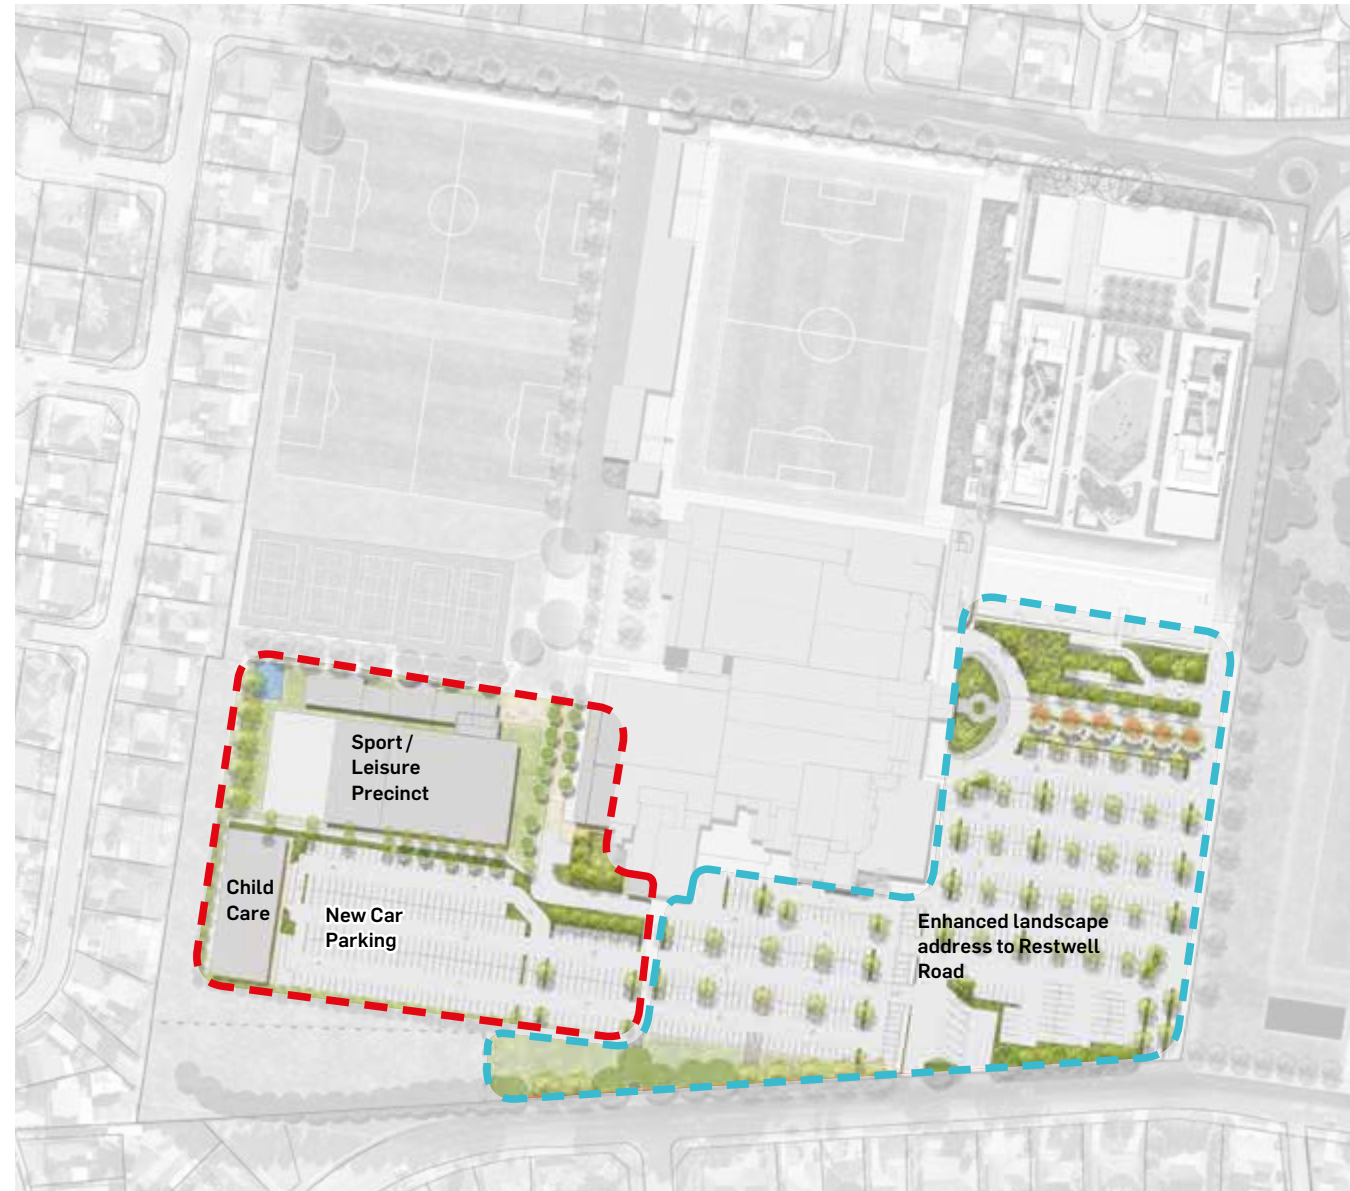 Sport /
Leisure
Precinct
Child
Care
New Car
Parking
Enhanced landscape
address to Restwell
Road